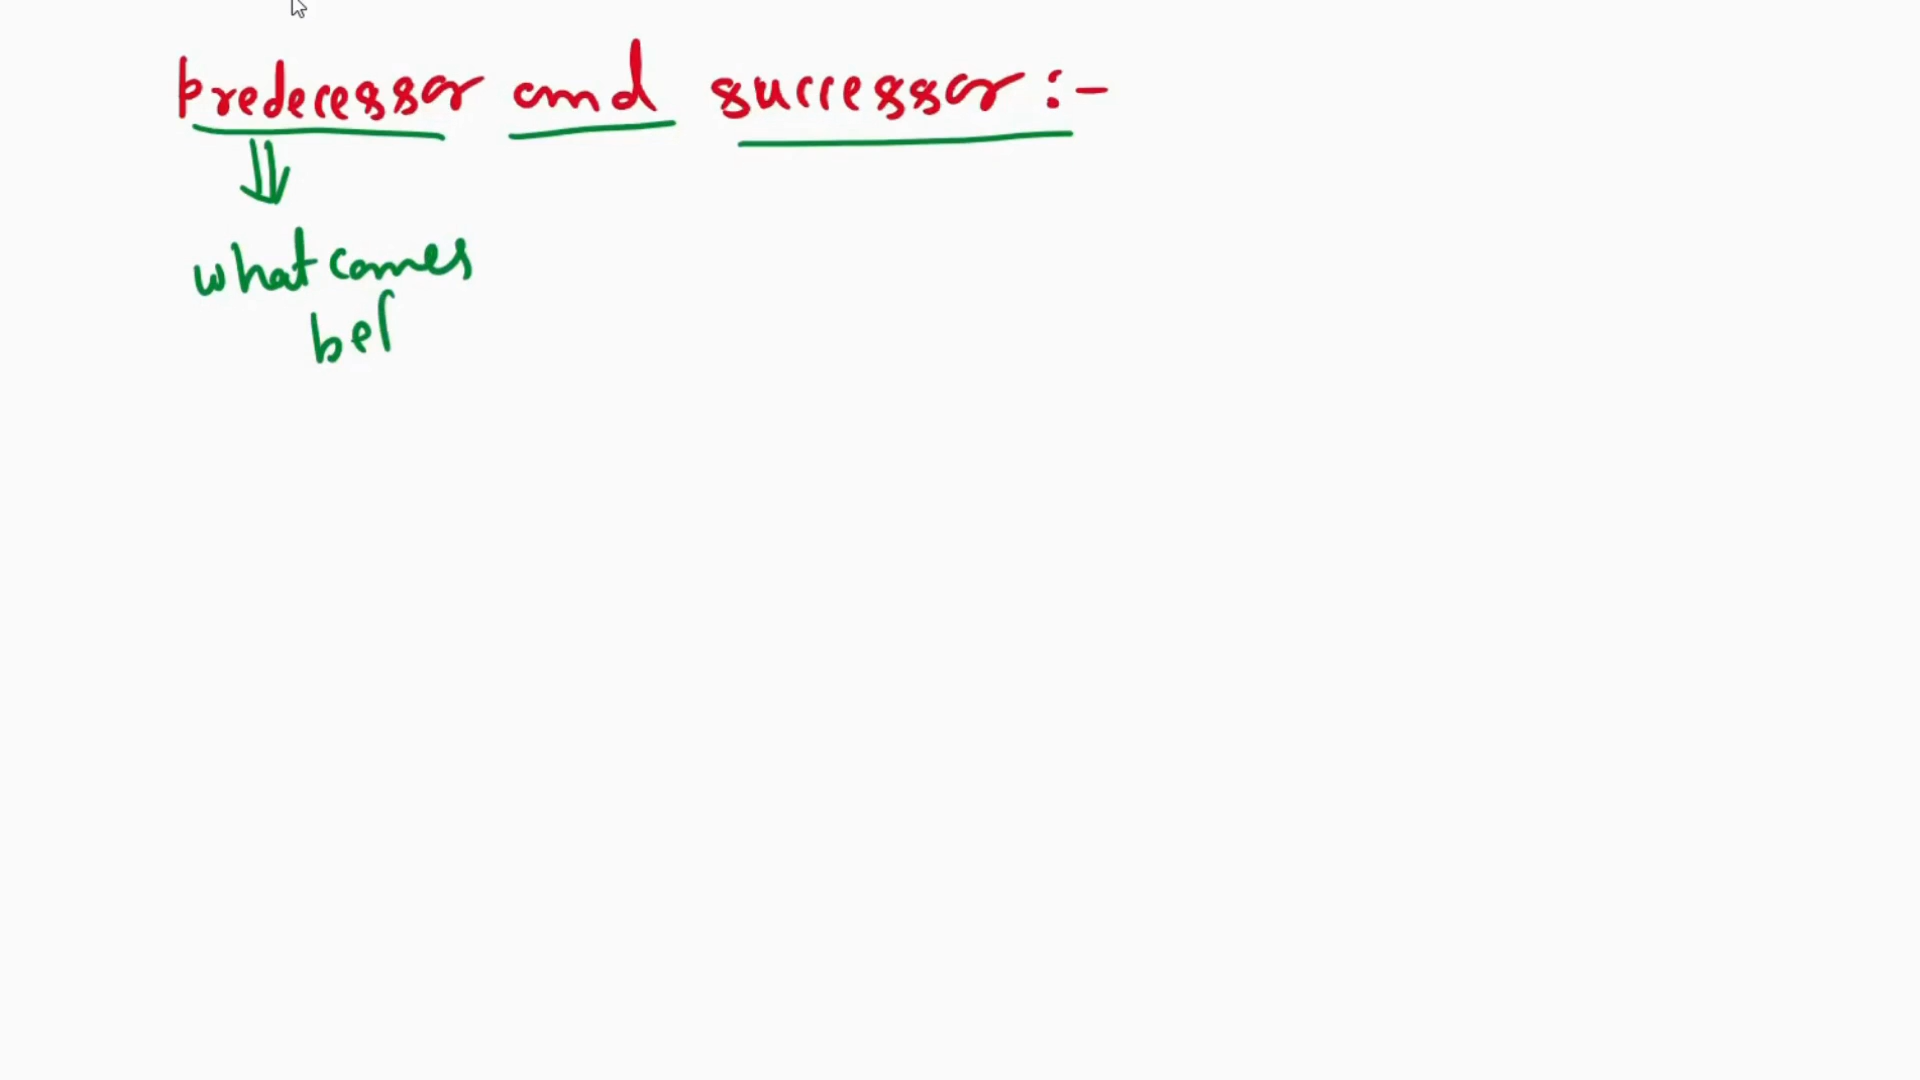 predecessor and successor :-
what comes
bef